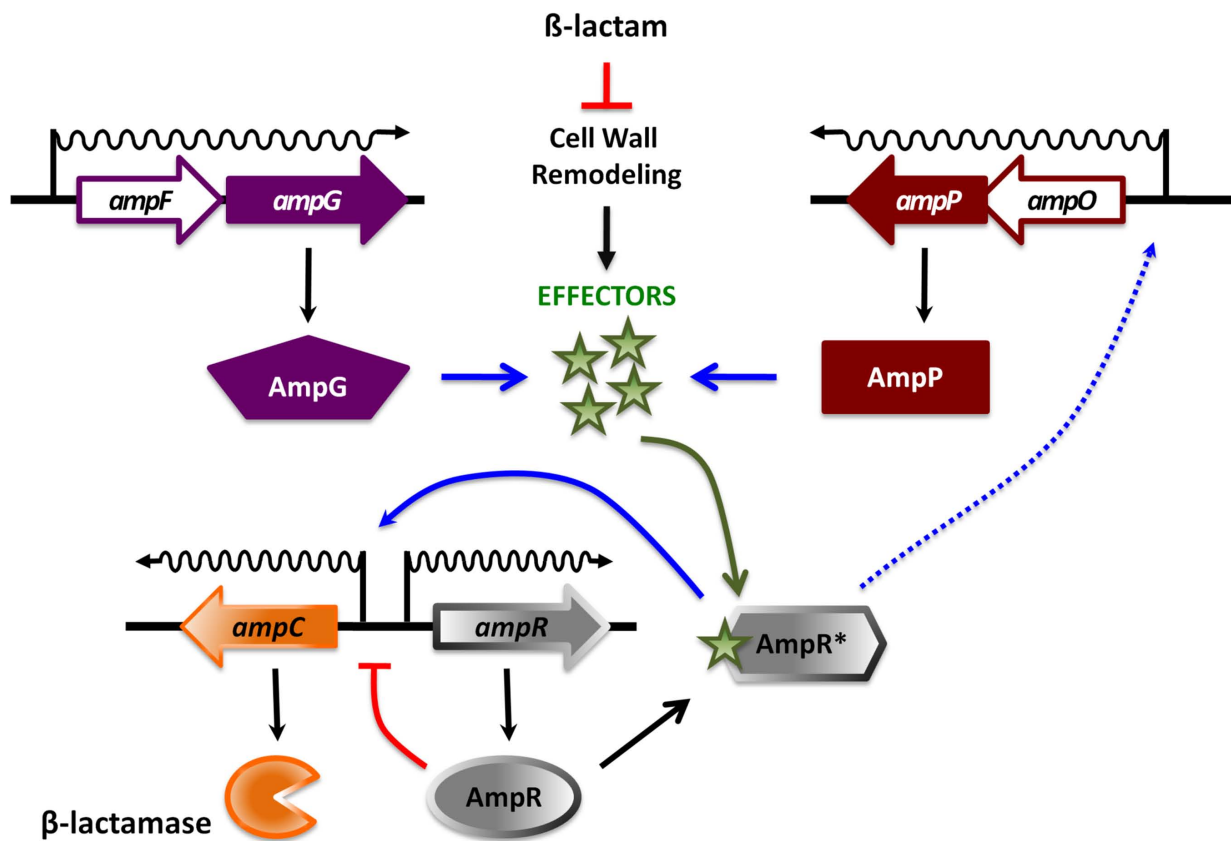 ß-lactam
Cell Wall
Remodeling
ampF
ampG
ampP
ampO
EFFECTORS
AmpG
AmpP
ampC
ampR
AmpR*
AmpR
β-lactamase